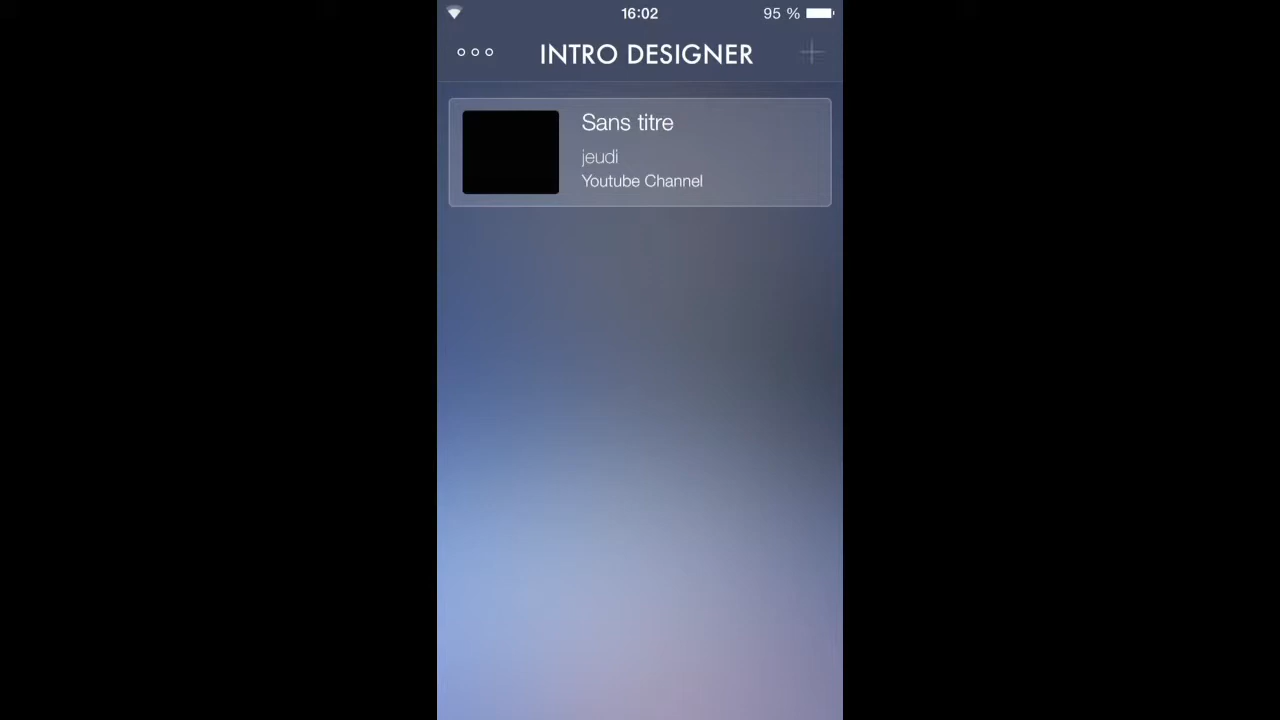 16:02
95 %
INTRO DESIGNER
Sans titre
jeudi
Youtube Channel